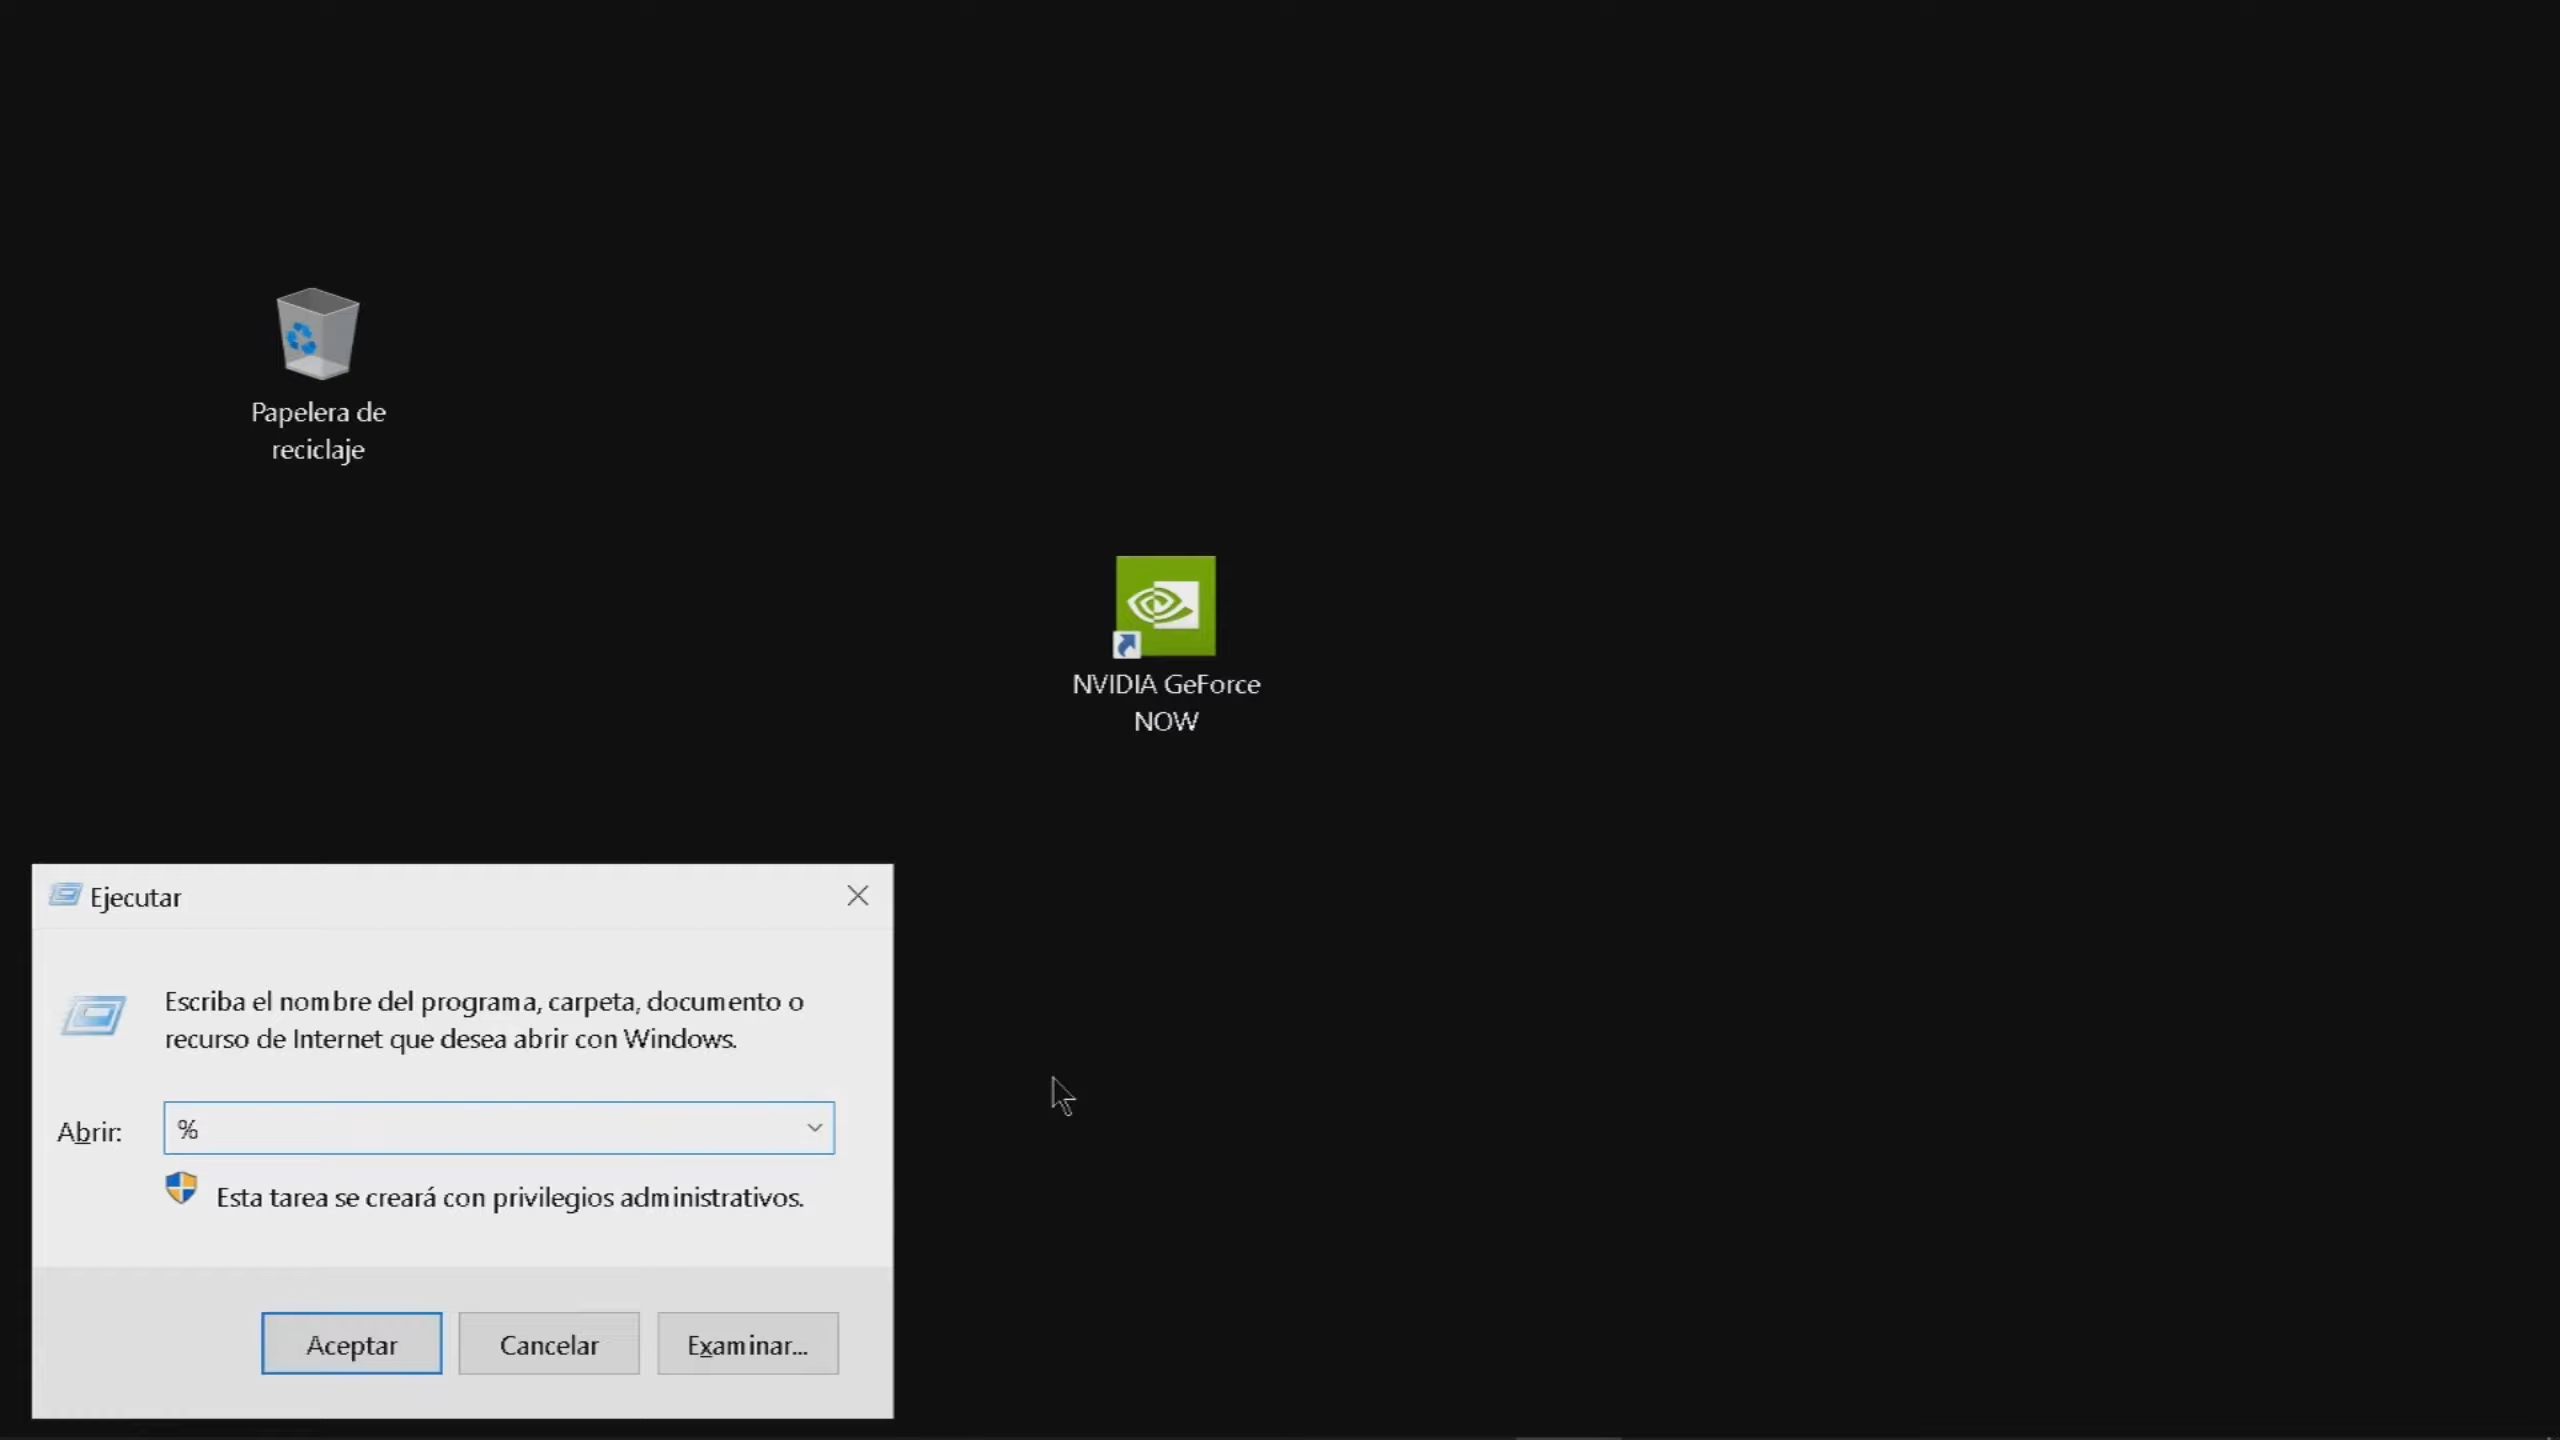 Papelera de
reciclaje
NVIDIA GeForce
NOW
Ejecutar
Escriba el nombre del programa, carpeta, documento o
recurso de Internet que desea abrir con Windows.
Abrir:
%
Esta tarea se creará con privilegios administrativos.
Aceptar
Cancelar
Examinar...